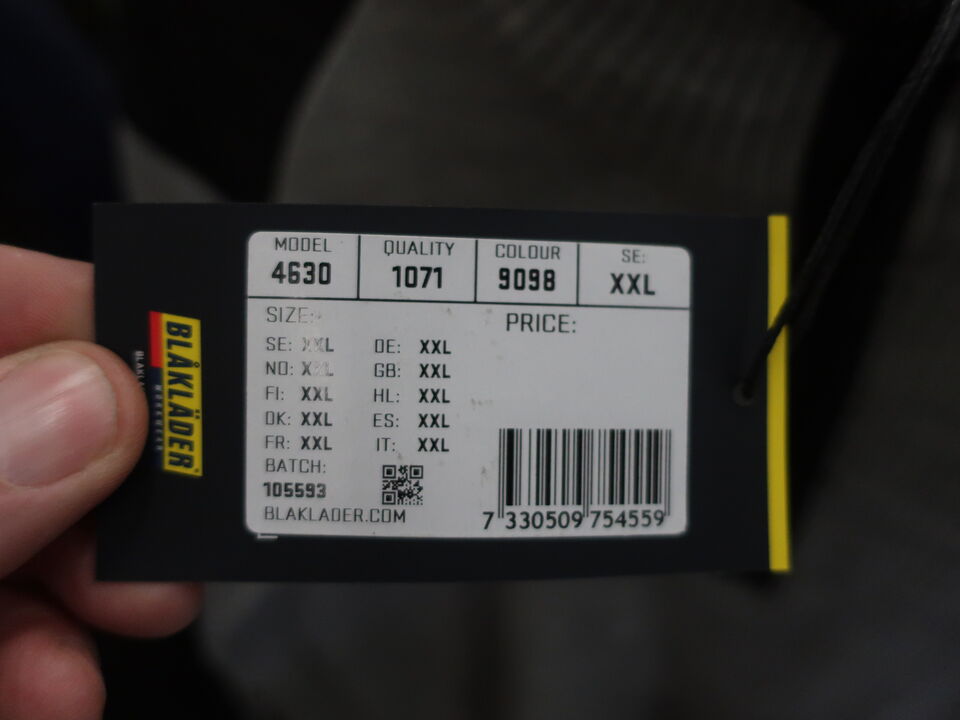 MODEL QUALITY COLOUR SE:
4630 1071 9098 XXL
SIZE: PRICE:
SE: XXL DE: XXL
NO: XXL GB: XXL
FI: XXL HL: XXL
DK: XXL ES: XXL
FR: XXL IT: XXL
BATCH:
105593
BLAKLADER.COM
7 330509 754559
BLÅKLÄDER®
WORKWEAR